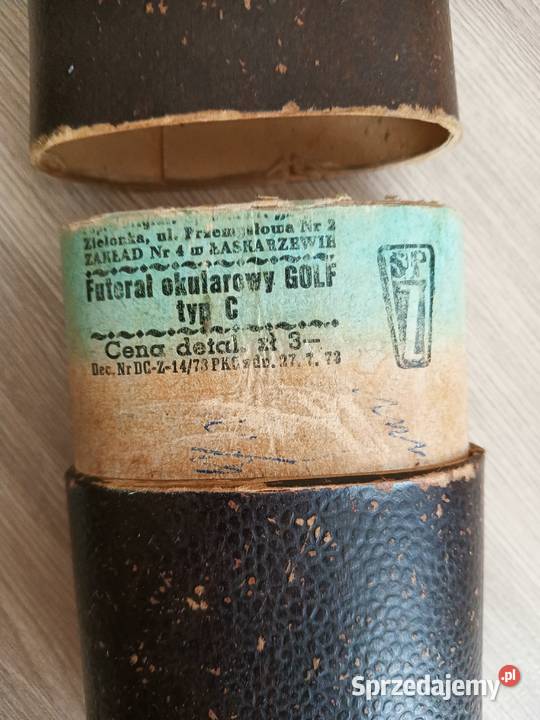 Zielonka, ul. Przemysłowa Nr 2
ZAKŁAD Nr 4 w ŁASKARZEWIE
Futerał okularowy GOLF
typ C
Cena detal. zł 3–
Dec. Nr DC-Z-14/73 PKC z dn. 27. 7. 73
SP
Sprzedajemy.pl